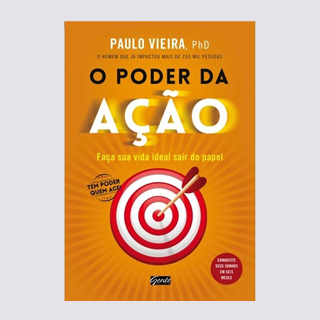 PAULO VIEIRA, PhD
O HOMEM QUE JÁ IMPACTOU MAIS DE 250 MIL PESSOAS
O PODER DA
AÇÃO
Faça sua vida ideal sair do papel
TEM PODER
QUEM AGE!
CONQUISTE
SEUS SONHOS
EM SEIS
MESES
Gente